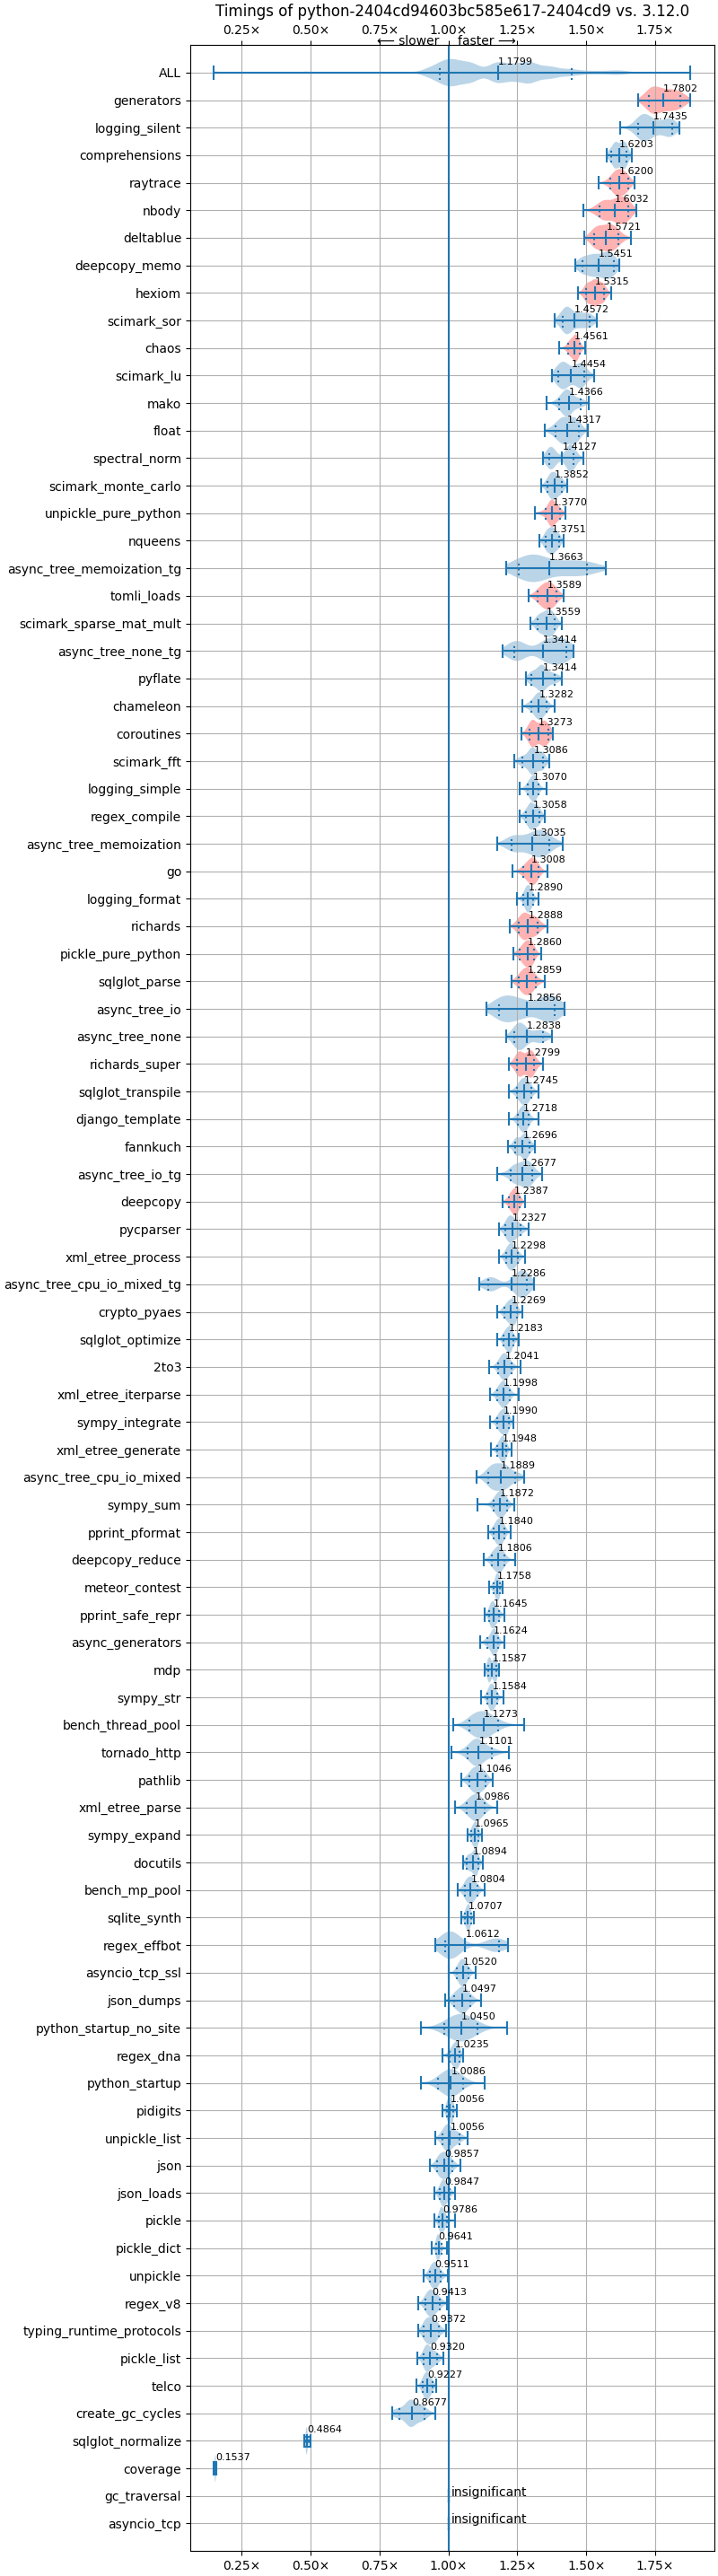 Timings of python-2404cd94603bc585e617-2404cd9 vs. 3.12.0
0.25× 0.50× 0.75× 1.00× 1.25× 1.50× 1.75×
⟵ slower faster ⟶
ALL 1.1799
generators 1.7802
logging_silent 1.7435
comprehensions 1.6203
raytrace 1.6200
nbody 1.6032
deltablue 1.5721
deepcopy_memo 1.5451
hexiom 1.5315
scimark_sor 1.4572
chaos 1.4561
scimark_lu 1.4454
mako 1.4366
float 1.4317
spectral_norm 1.4127
scimark_monte_carlo 1.3852
unpickle_pure_python 1.3770
nqueens 1.3751
async_tree_memoization_tg 1.3663
tomli_loads 1.3589
scimark_sparse_mat_mult 1.3559
async_tree_none_tg 1.3414
pyflate 1.3414
chameleon 1.3282
coroutines 1.3273
scimark_fft 1.3086
logging_simple 1.3070
regex_compile 1.3058
async_tree_memoization 1.3035
go 1.3008
logging_format 1.2890
richards 1.2888
pickle_pure_python 1.2860
sqlglot_parse 1.2859
async_tree_io 1.2856
async_tree_none 1.2838
richards_super 1.2799
sqlglot_transpile 1.2745
django_template 1.2718
fannkuch 1.2696
async_tree_io_tg 1.2677
deepcopy 1.2387
pycparser 1.2327
xml_etree_process 1.2298
async_tree_cpu_io_mixed_tg 1.2286
crypto_pyaes 1.2269
sqlglot_optimize 1.2183
2to3 1.2041
xml_etree_iterparse 1.1998
sympy_integrate 1.1990
xml_etree_generate 1.1948
async_tree_cpu_io_mixed 1.1889
sympy_sum 1.1872
pprint_pformat 1.1840
deepcopy_reduce 1.1806
meteor_contest 1.1758
pprint_safe_repr 1.1645
async_generators 1.1624
mdp 1.1587
sympy_str 1.1584
bench_thread_pool 1.1273
tornado_http 1.1101
pathlib 1.1046
xml_etree_parse 1.0986
sympy_expand 1.0965
docutils 1.0894
bench_mp_pool 1.0804
sqlite_synth 1.0707
regex_effbot 1.0612
asyncio_tcp_ssl 1.0520
json_dumps 1.0497
python_startup_no_site 1.0450
regex_dna 1.0235
python_startup 1.0086
pidigits 1.0056
unpickle_list 1.0056
json 0.9857
json_loads 0.9847
pickle 0.9786
pickle_dict 0.9641
unpickle 0.9511
regex_v8 0.9413
typing_runtime_protocols 0.9372
pickle_list 0.9320
telco 0.9227
create_gc_cycles 0.8677
sqlglot_normalize 0.4864
coverage 0.1537
gc_traversal insignificant
asyncio_tcp insignificant
0.25× 0.50× 0.75× 1.00× 1.25× 1.50× 1.75×